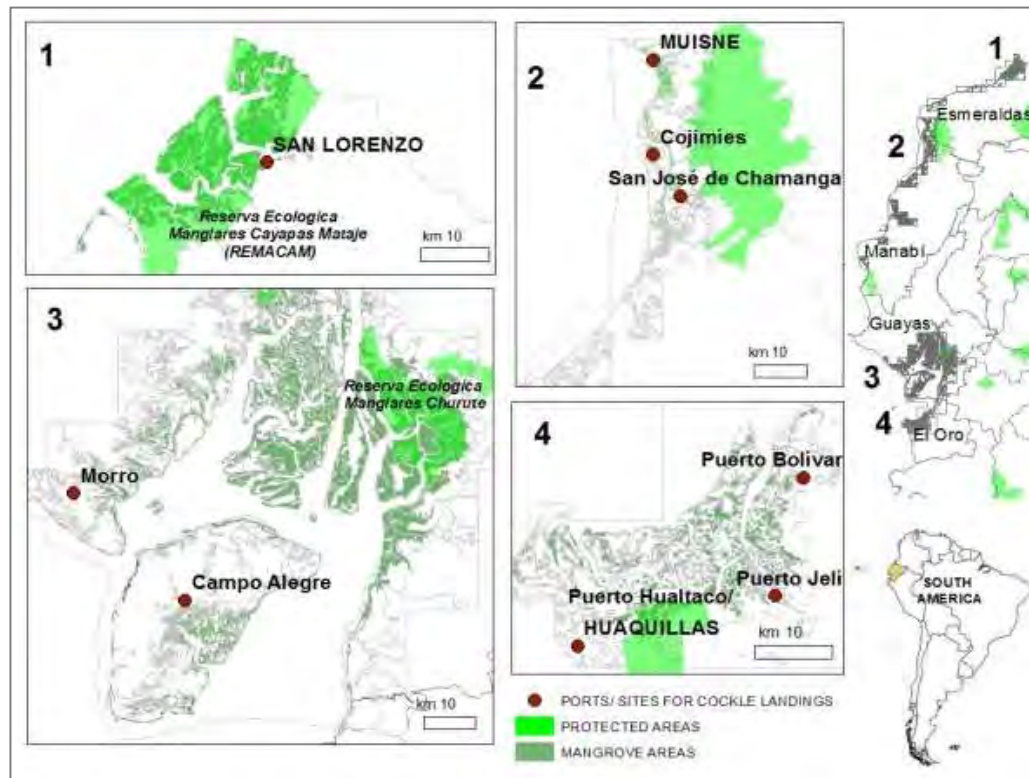 1
SAN LORENZO
Reserva Ecologica
Manglares Cayapas Mataje
(REMACAM)
km 10
2
MUISNE
Cojimies
San José de Chamanga
km 10
3
Reserva Ecologica
Manglares Churute
Morro
Campo Alegre
km 10
4
Puerto Bolivar
Puerto Jeli
Puerto Hualtaco/
HUAQUILLAS
km 10
1
Esmeraldas
2
Manabí
Guayas
3
4
El Oro
SOUTH
AMERICA
PORTS/ SITES FOR COCKLE LANDINGS
PROTECTED AREAS
MANGROVE AREAS